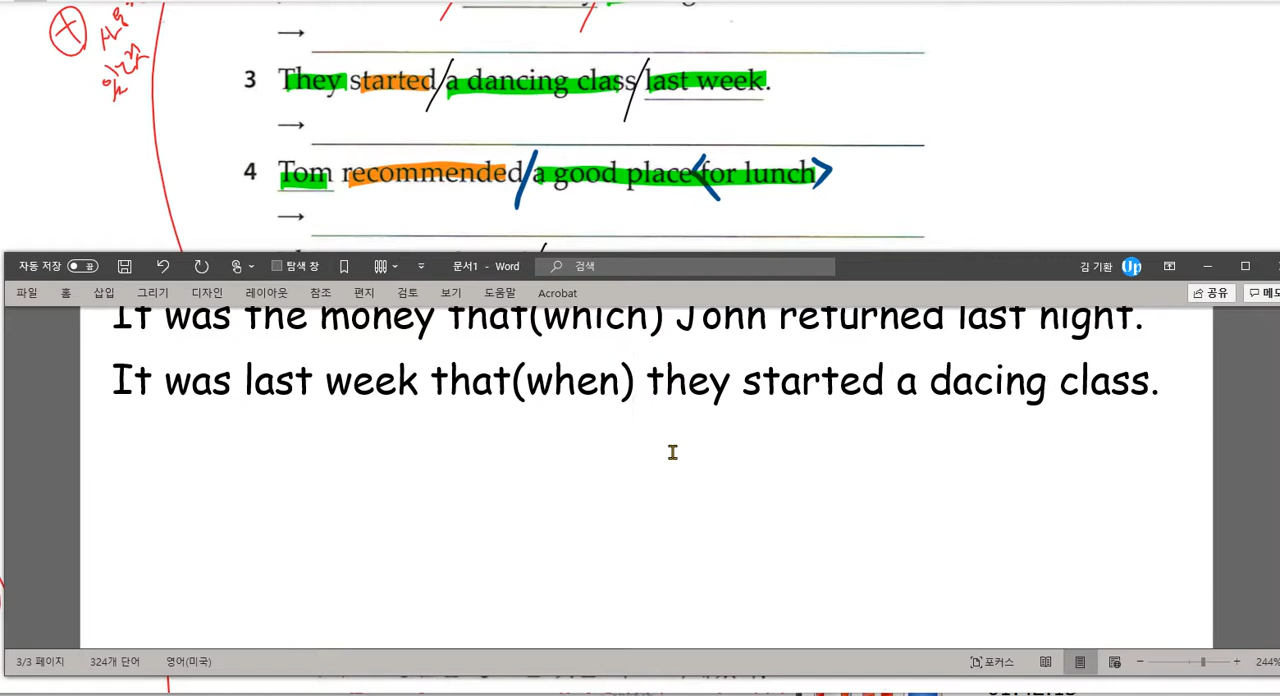 →
3 They started/a dancing class/last week.
→
4 Tom recommended/a good place<for lunch>
→
자동 저장 문서1 - Word 검색 김 기환 Up
파일 홈 삽입 그리기 디자인 레이아웃 참조 편지 검토 보기 도움말 Acrobat 공유 메모
It was the money that(which) John returned last night.
It was last week that(when) they started a dacing class.
3/3 페이지 324개 단어 영어(미국) 포커스 244%